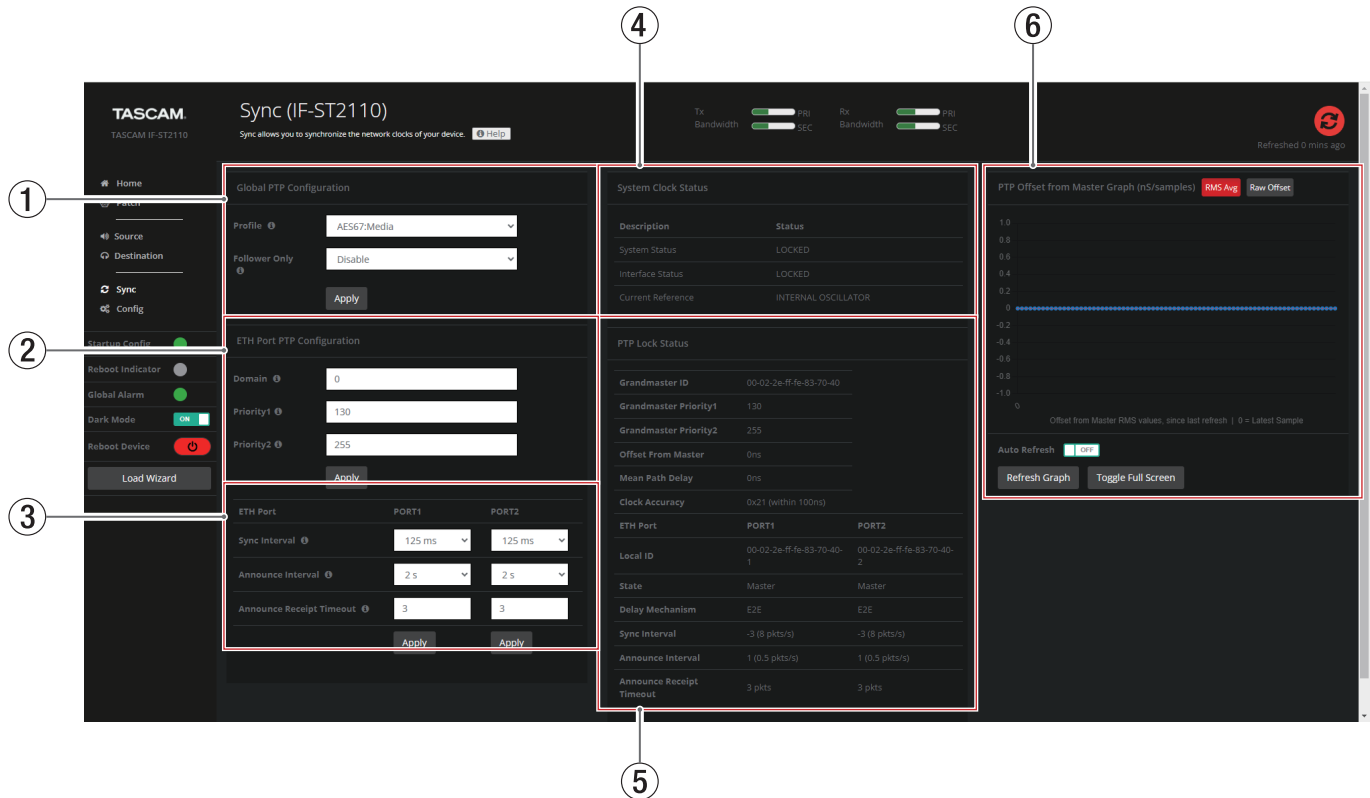 4
6
TASCAM
TASCAM IF-ST2110
Sync (IF-ST2110)
Sync allows you to synchronize the network clocks of your device.
Help
Tx
Bandwidth
PRI
SEC
Rx
Bandwidth
PRI
SEC
Refreshed 0 mins ago
1
Home
Patch
Source
Destination
Sync
Config
2
Startup Config
Reboot Indicator
Global Alarm
Dark Mode
ON
Reboot Device
Load Wizard
3
Global PTP Configuration
Profile
AES67:Media
Follower Only
Disable
Apply
ETH Port PTP Configuration
Domain
0
Priority1
130
Priority2
255
Apply
ETH Port PORT1 PORT2
Sync Interval 125 ms 125 ms
Announce Interval 2 s 2 s
Announce Receipt Timeout 3 3
Apply Apply
System Clock Status
Description Status
System Status LOCKED
Interface Status LOCKED
Current Reference INTERNAL OSCILLATOR
PTP Lock Status
Grandmaster ID 00-02-2e-ff-fe-83-70-40
Grandmaster Priority1 130
Grandmaster Priority2 255
Offset From Master 0ns
Mean Path Delay 0ns
Clock Accuracy 0x21 (within 100ns)
ETH Port PORT1 PORT2
Local ID 00-02-2e-ff-fe-83-70-40-1 00-02-2e-ff-fe-83-70-40-2
State Master Master
Delay Mechanism E2E E2E
Sync Interval -3 (8 pkts/s) -3 (8 pkts/s)
Announce Interval 1 (0.5 pkts/s) 1 (0.5 pkts/s)
Announce Receipt
Timeout 3 pkts 3 pkts
PTP Offset from Master Graph (nS/samples) RMS Avg Raw Offset
1.0
0.8
0.6
0.4
0.2
0
-0.2
-0.4
-0.6
-0.8
-1.0
0
Offset from Master RMS values, since last refresh | 0 = Latest Sample
Auto Refresh OFF
Refresh Graph Toggle Full Screen
5